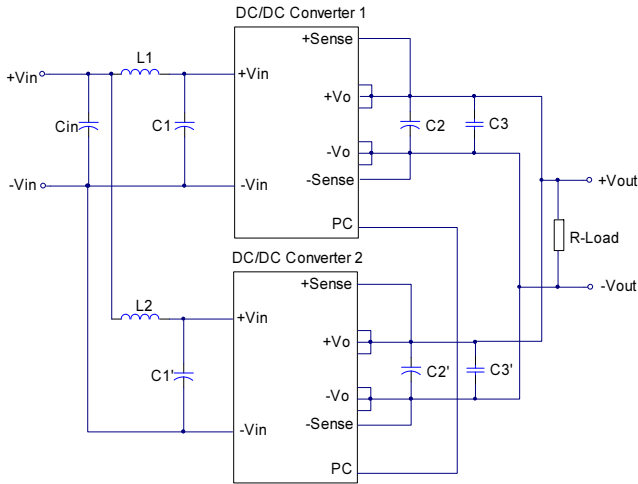 DC/DC Converter 1
+Sense
L1
+Vin
+Vin
+Vo
Cin
C1
C2
C3
-Vo
-Vin
-Vin
-Sense
+Vout
PC
R-Load
DC/DC Converter 2
+Sense
-Vout
L2
+Vin
+Vo
C1'
C2'
C3'
-Vo
-Vin
-Sense
PC